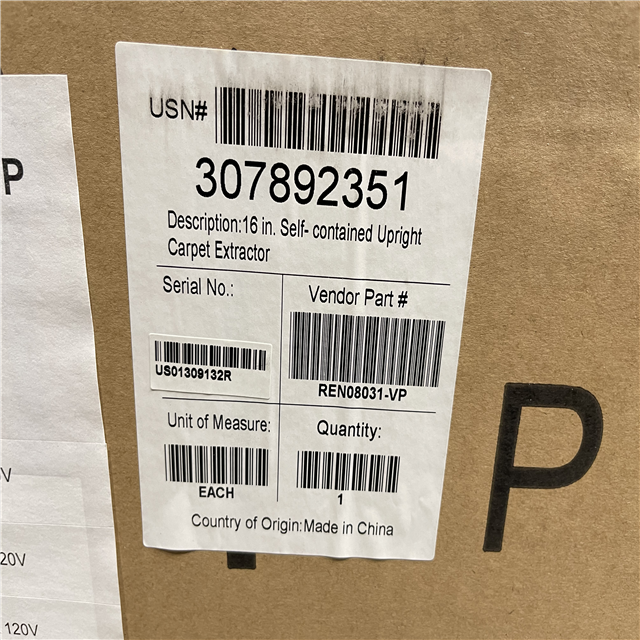 P
USN#
307892351
Description:16 in. Self- contained Upright
Carpet Extractor
Serial No.:
US01309132R
Vendor Part #
REN08031-VP
Unit of Measure:
EACH
Quantity:
1
Country of Origin:Made in China
P
V
20V
120V